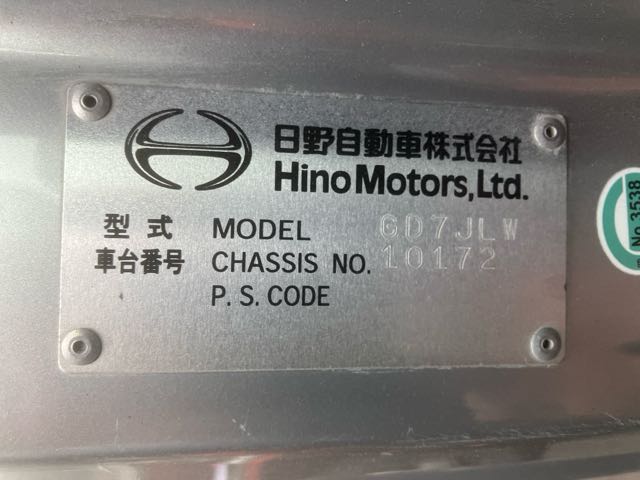 日野自動車株式会社
Hino Motors, Ltd.
型式 MODEL GD7JLW
車台番号 CHASSIS NO. 10172
P. S. CODE
No 3538